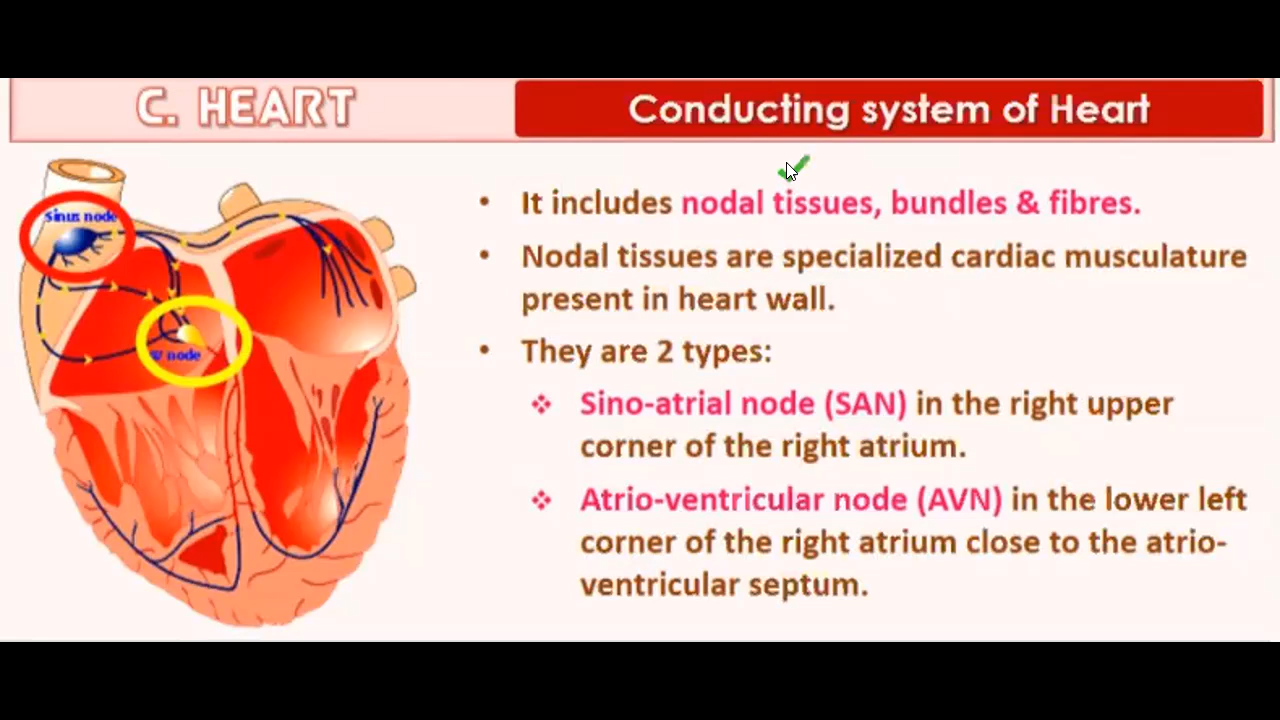 C. HEART
Conducting system of Heart
Sinus node
node
• It includes nodal tissues, bundles & fibres.
• Nodal tissues are specialized cardiac musculature
present in heart wall.
• They are 2 types:
❖ Sino-atrial node (SAN) in the right upper
corner of the right atrium.
❖ Atrio-ventricular node (AVN) in the lower left
corner of the right atrium close to the atrio-
ventricular septum.